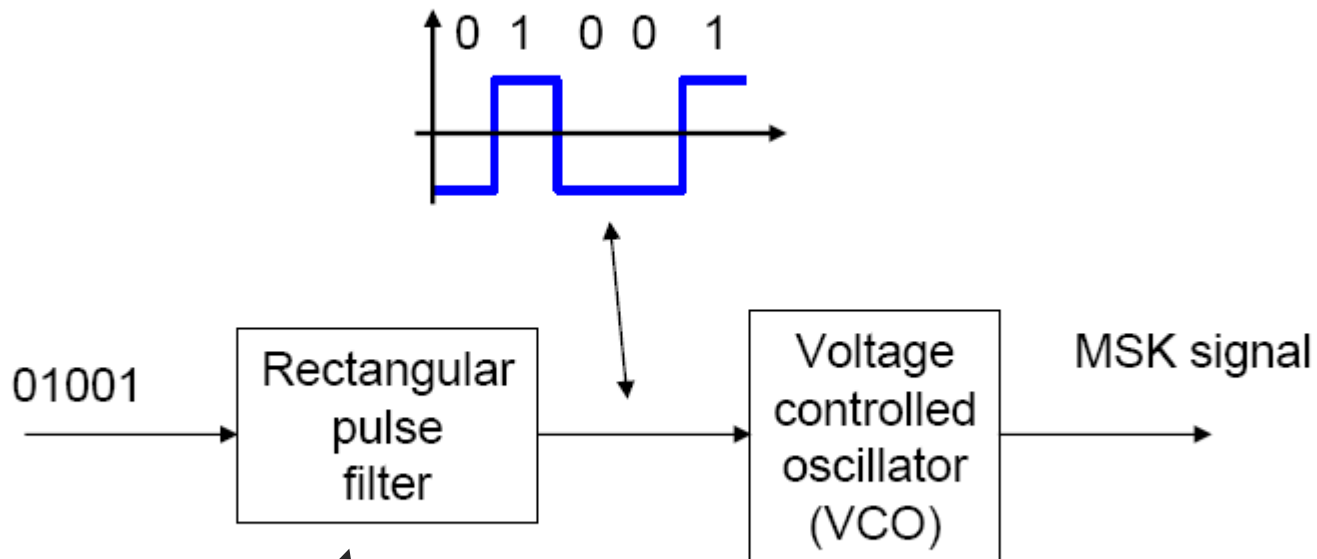 0 1 0 0 1
01001
Rectangular
pulse
filter
Voltage
controlled
oscillator
(VCO)
MSK signal